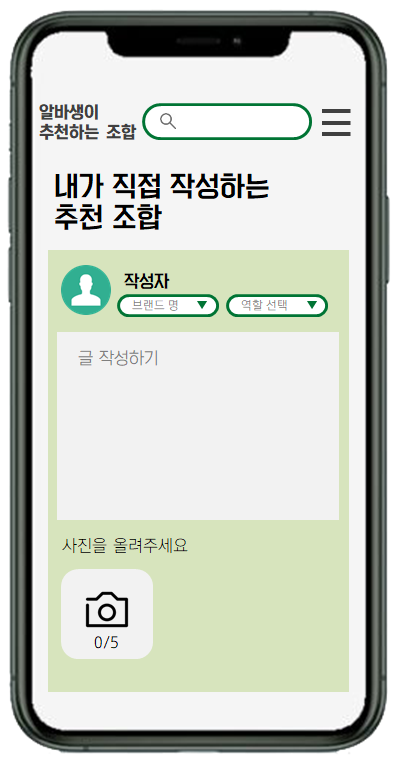 알바생이
추천하는 조합
내가 직접 작성하는
추천 조합
작성자
브랜드 명
역할 선택
글 작성하기
사진을 올려주세요
0/5